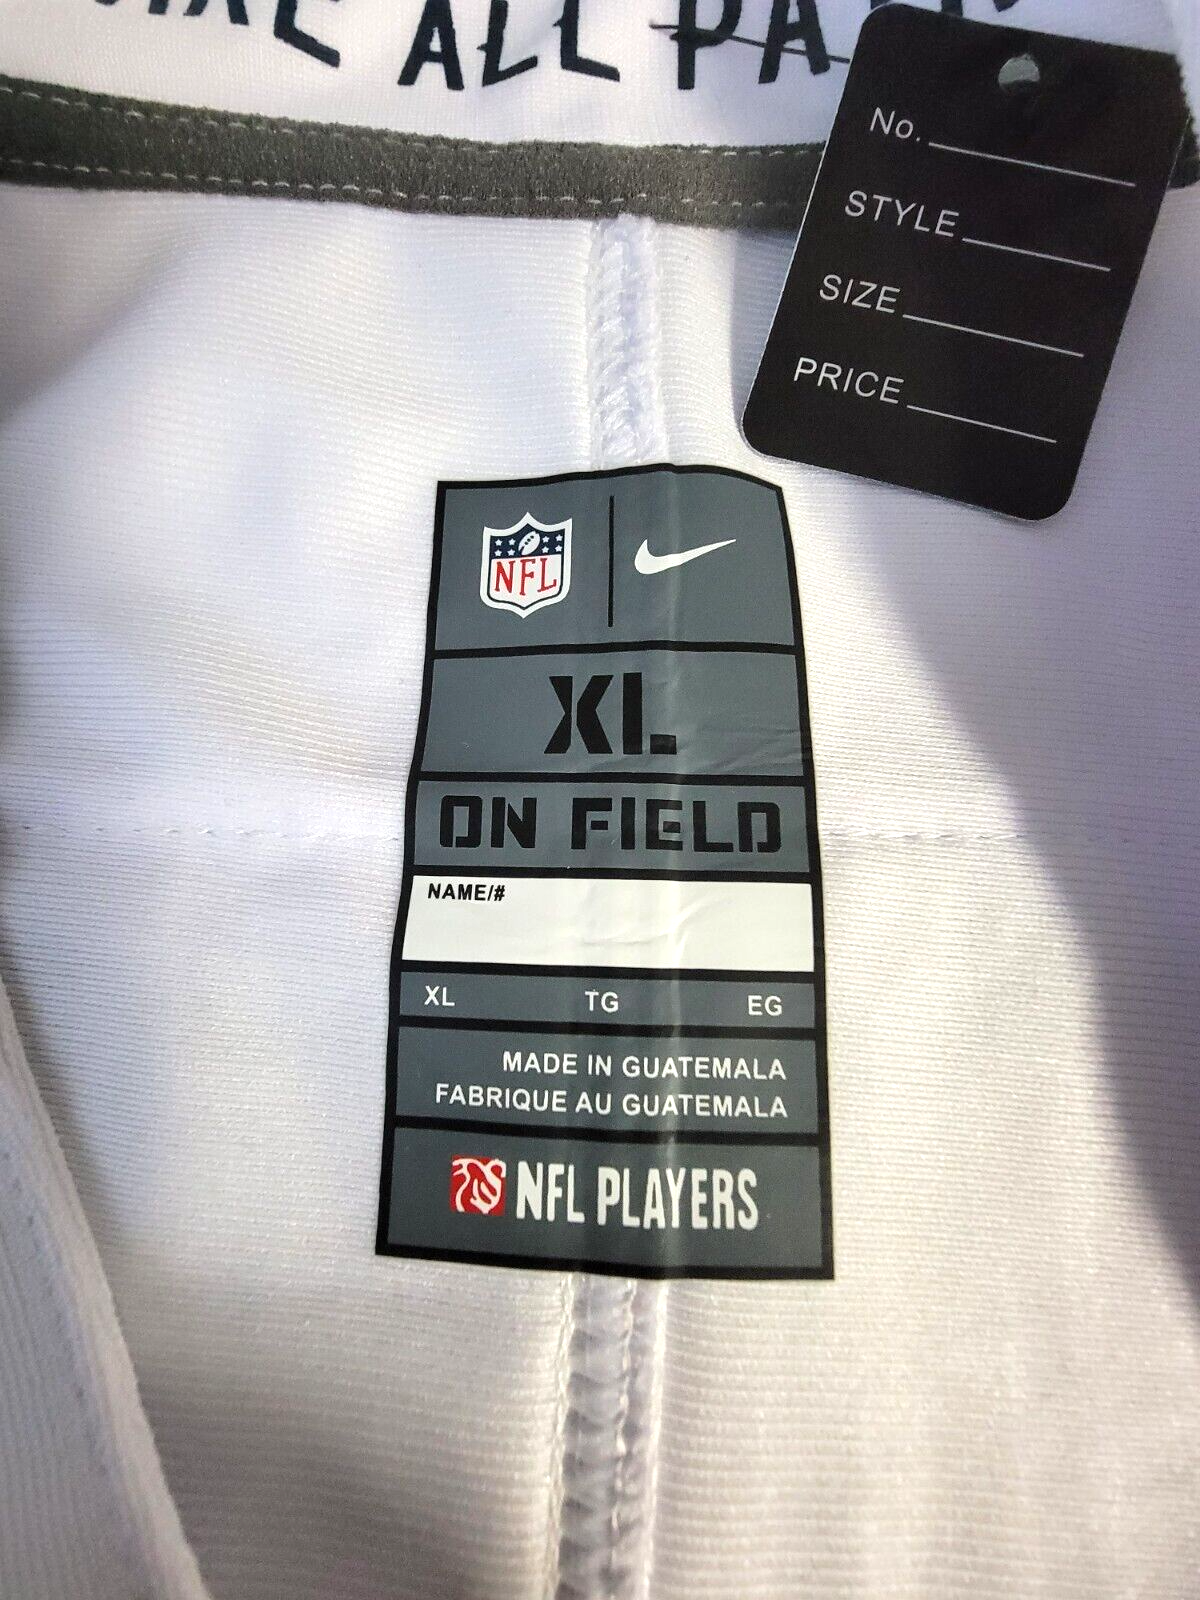 ALL
No.
STYLE
SIZE
PRICE
NFL
XL
ON FIELD
NAME/#
XL TG EG
MADE IN GUATEMALA
FABRIQUE AU GUATEMALA
NFL PLAYERS